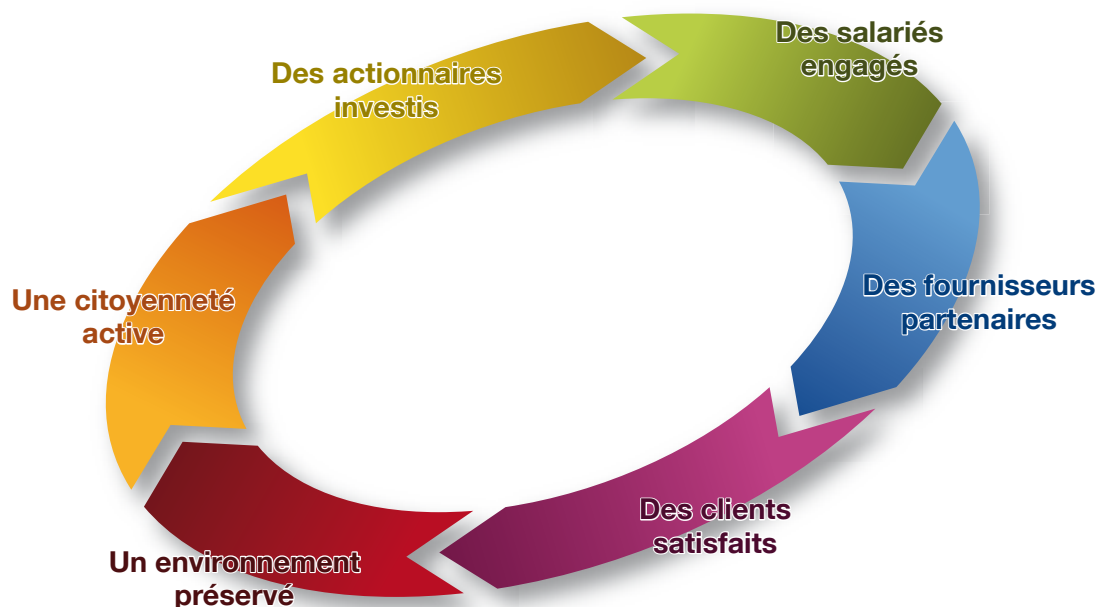 Des actionnaires
investis
Des salariés
engagés
Des fournisseurs
partenaires
Des clients
satisfaits
Un environnement
préservé
Une citoyenneté
active